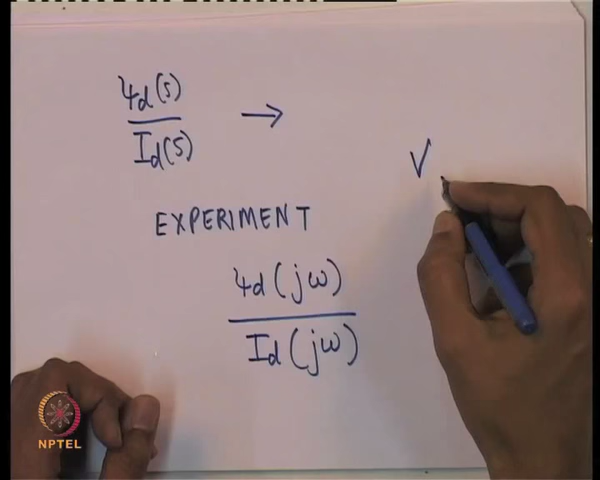 Ψd(s)
Id(s)
→
V
EXPERIMENT
Ψd(jω)
Id(jω)
NPTEL